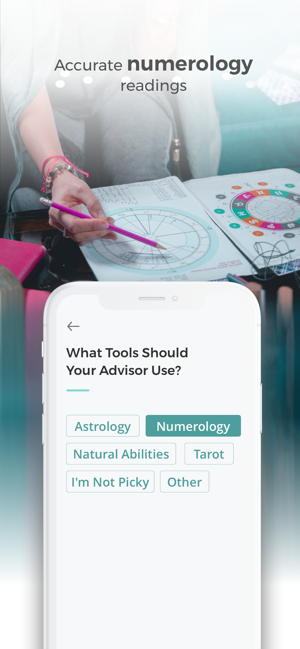 Accurate numerology
readings
What Tools Should
Your Advisor Use?
Astrology
Numerology
Natural Abilities
Tarot
I'm Not Picky
Other